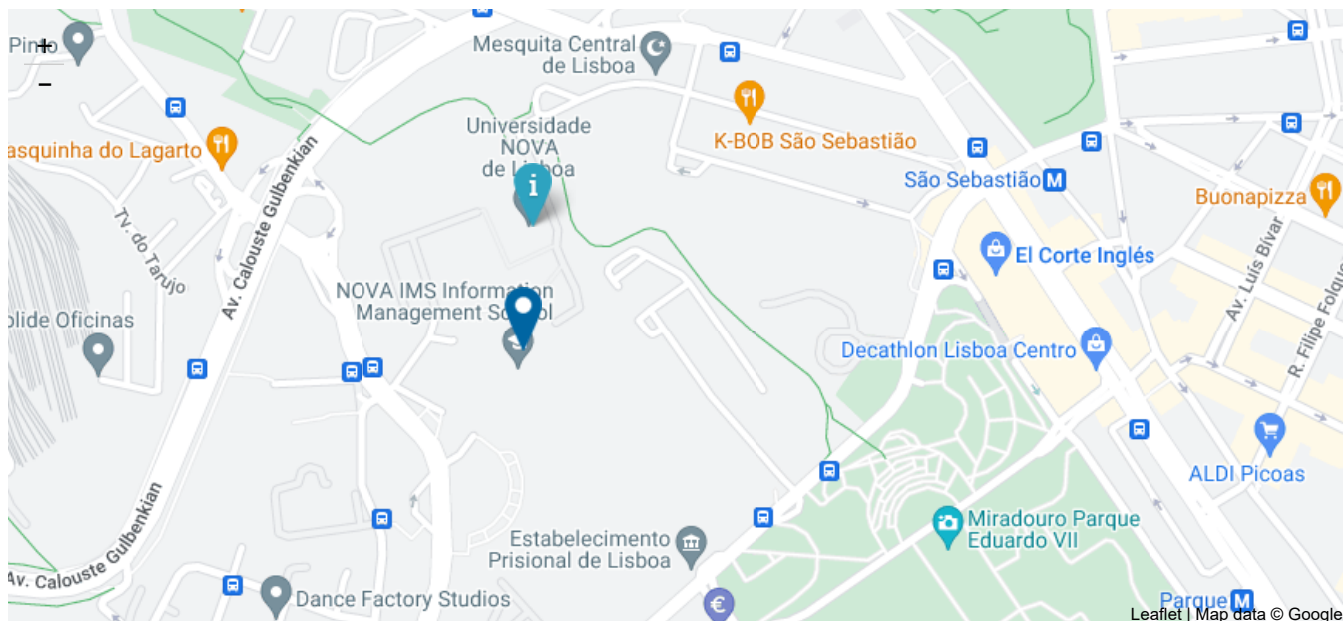 Pinto
+
−
Mesquita Central
de Lisboa
Universidade
NOVA
de Lisboa
i
K-BOB São Sebastião
asquinha do Lagarto
Av. Calouste Gulbenkian
São Sebastião M
Buonapizza
Tv. do Tarujo
El Corte Inglés
Av. Luís Bívar
NOVA IMS Information
Management School
olide Oficinas
Decathlon Lisboa Centro
R. Filipe Folque
ALDI Picoas
Av. Calouste Gulbenkian
Miradouro Parque
Eduardo VII
Estabelecimento
Prisional de Lisboa
Dance Factory Studios
€
Parque M
Leaflet | Map data © Google